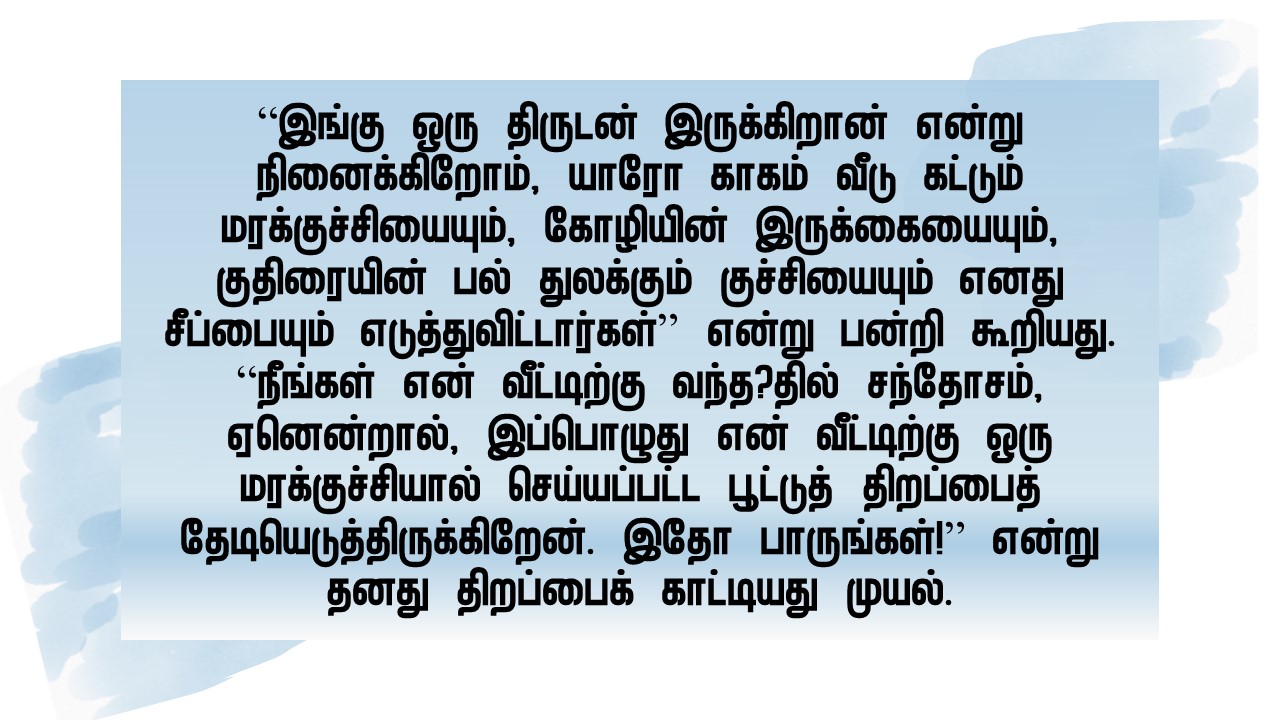 “இங்கு ஒரு திருடன் இருக்கிறான் என்று
நினைக்கிறோம், யாரோ காகம் வீடு கட்டும்
மரக்குச்சியையும், கோழியின் இருக்கையையும்,
குதிரையின் பல் துலக்கும் குச்சியையும் எனது
சீப்பையும் எடுத்துவிட்டார்கள்” என்று பன்றி கூறியது.
“நீங்கள் என் வீட்டிற்கு வந்த?தில் சந்தோசம்,
ஏனென்றால், இப்பொழுது என் வீட்டிற்கு ஒரு
மரக்குச்சியால் செய்யப்பட்ட பூட்டுத் திறப்பைத்
தேடியெடுத்திருக்கிறேன். இதோ பாருங்கள்!” என்று
தனது திறப்பைக் காட்டியது முயல்.